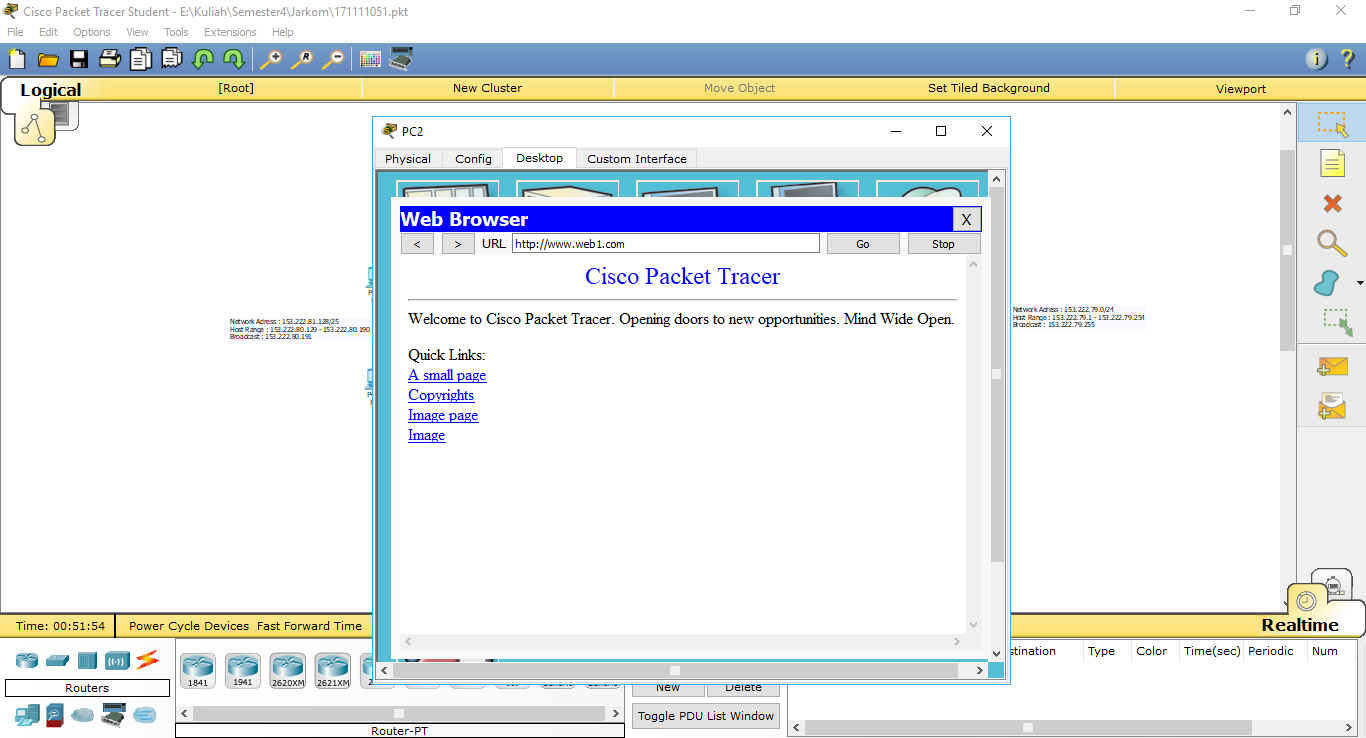 Cisco Packet Tracer Student - E:\Kuliah\Semester4\Jarkom\171111051.pkt
File Edit Options View Tools Extensions Help
Logical [Root] New Cluster Move Object Set Tiled Background Viewport
PC2
Physical Config Desktop Custom Interface
Web Browser X
< > URL http://www.web1.com Go Stop
Cisco Packet Tracer
Welcome to Cisco Packet Tracer. Opening doors to new opportunities. Mind Wide Open.
Quick Links:
A small page
Copyrights
Image page
Image
Network Adress : 153.222.81.128/25
Host Range : 153.222.80.129 - 153.222.80.190
Broadcast : 153.222.80.191
Network Adress : 153.222.79.0/24
Host Range : 153.222.79.1 - 153.222.79.254
Broadcast : 153.222.79.255
Time: 00:51:54 Power Cycle Devices Fast Forward Time
Realtime
Routers
1841 1941 2620XM 2621XM
Router-PT
New Delete
Toggle PDU List Window
stination Type Color Time(sec) Periodic Num